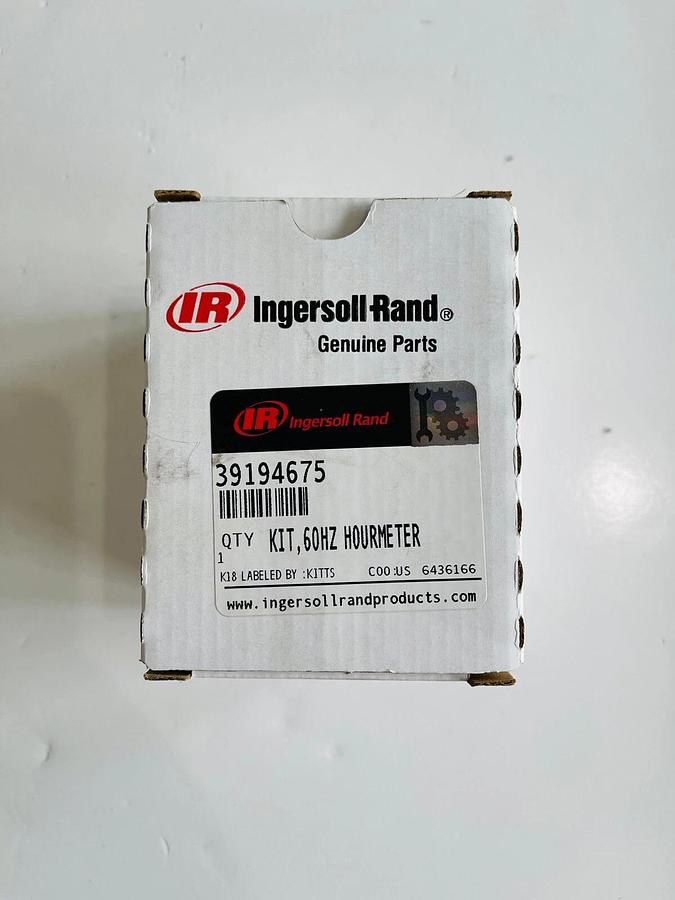 IR Ingersoll-Rand®
Genuine Parts
IR Ingersoll Rand
39194675
QTY KIT,60HZ HOURMETER
1
K18 LABELED BY :KITTS COO:US 6436166
www.ingersollrandproducts.com